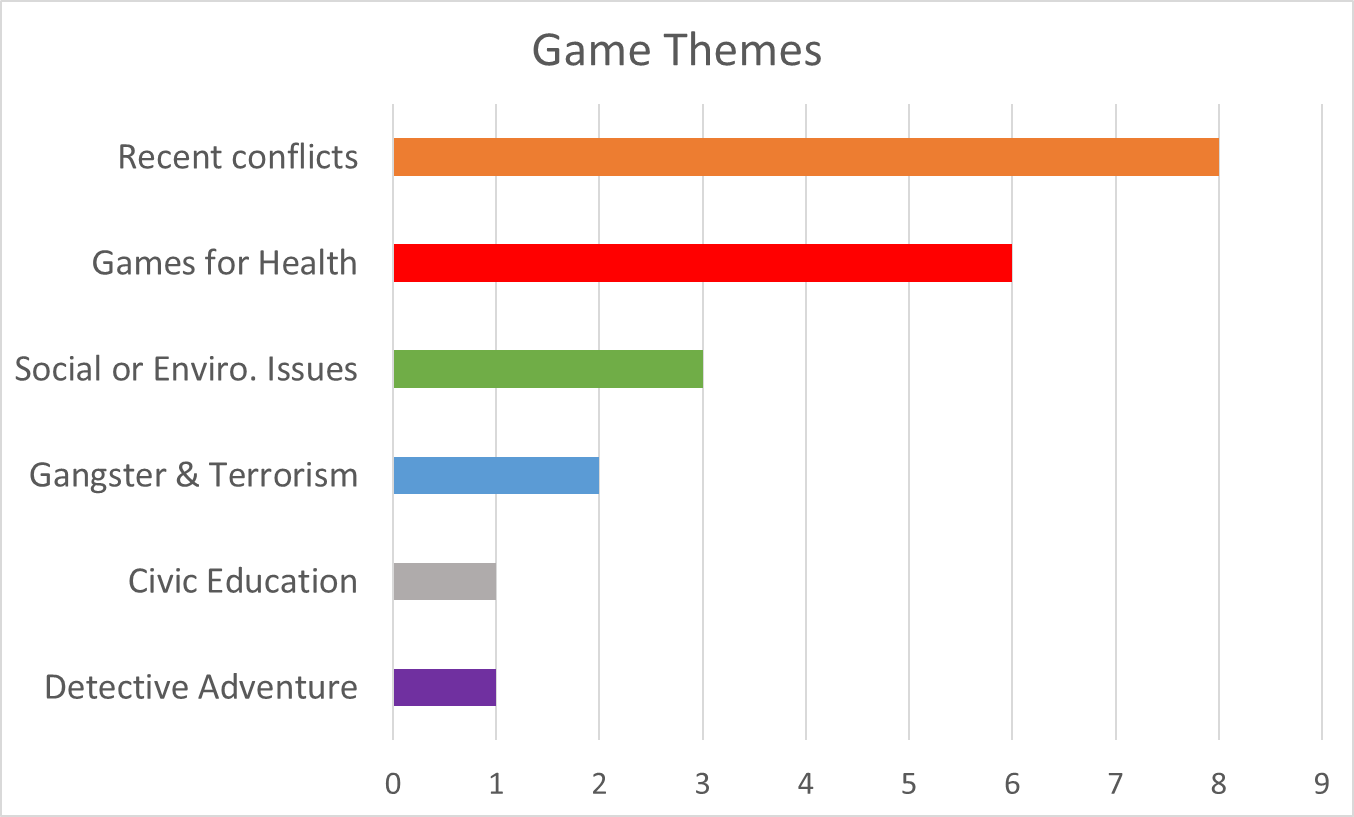 Game Themes
Recent conflicts
Games for Health
Social or Enviro. Issues
Gangster & Terrorism
Civic Education
Detective Adventure
0 1 2 3 4 5 6 7 8 9